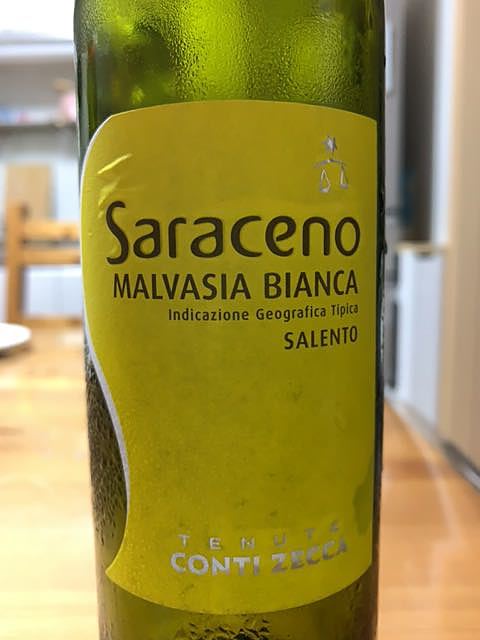 Saraceno
MALVASIA BIANCA
Indicazione Geografica Tipica
SALENTO
TENUTE
CONTI ZECCA